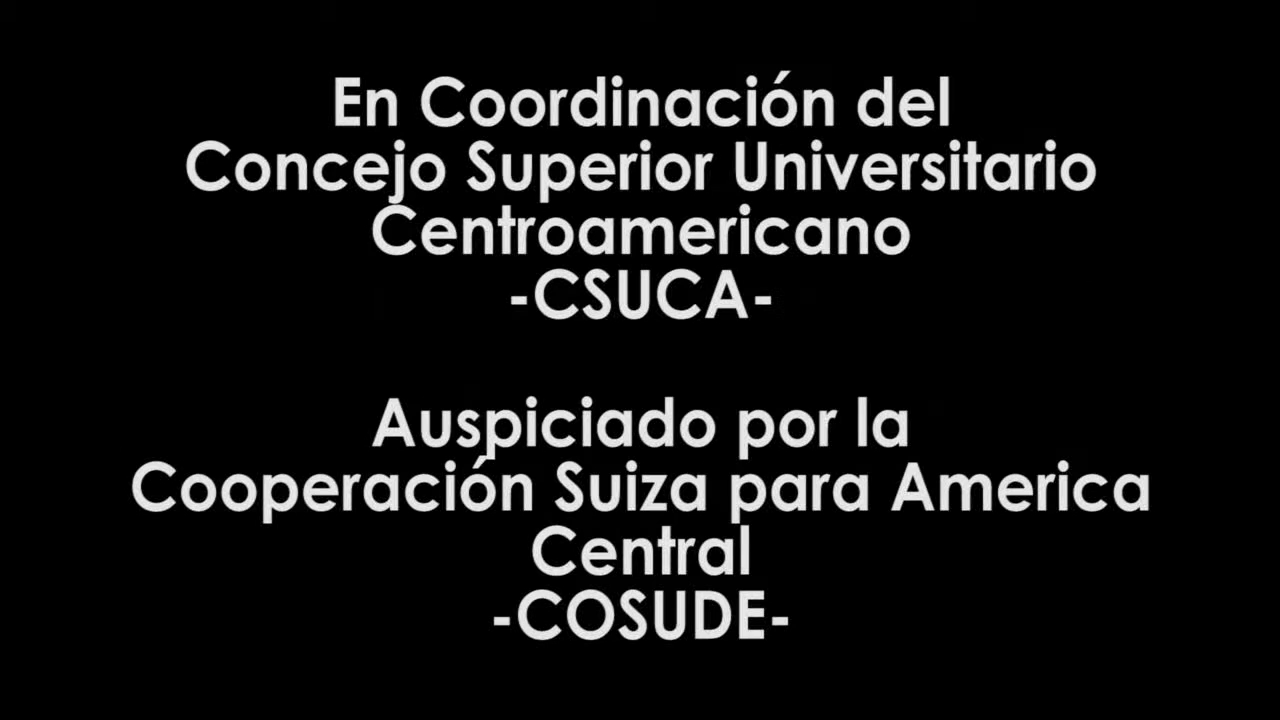 En Coordinación del
Concejo Superior Universitario
Centroamericano
-CSUCA-
Auspiciado por la
Cooperación Suiza para America
Central
-COSUDE-